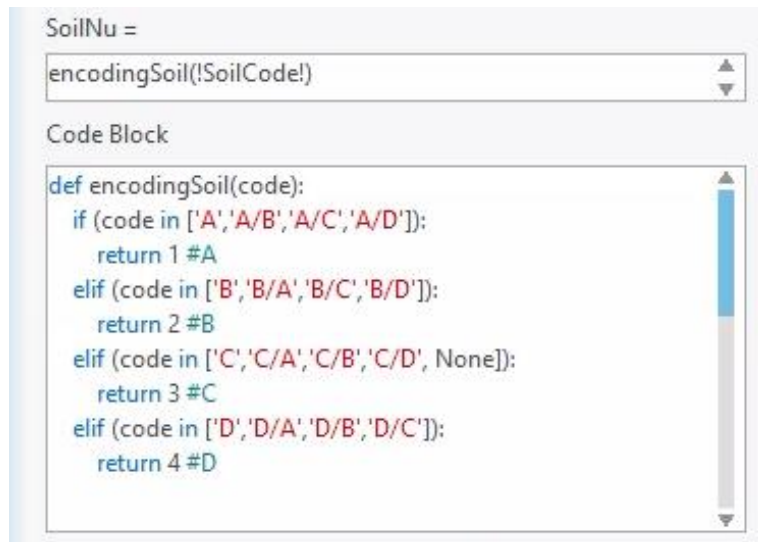 SoilNu =
encodingSoil(!SoilCode!)
Code Block
def encodingSoil(code):
  if (code in ['A','A/B','A/C','A/D']):
    return 1 #A
  elif (code in ['B','B/A','B/C','B/D']):
    return 2 #B
  elif (code in ['C','C/A','C/B','C/D', None]):
    return 3 #C
  elif (code in ['D','D/A','D/B','D/C']):
    return 4 #D